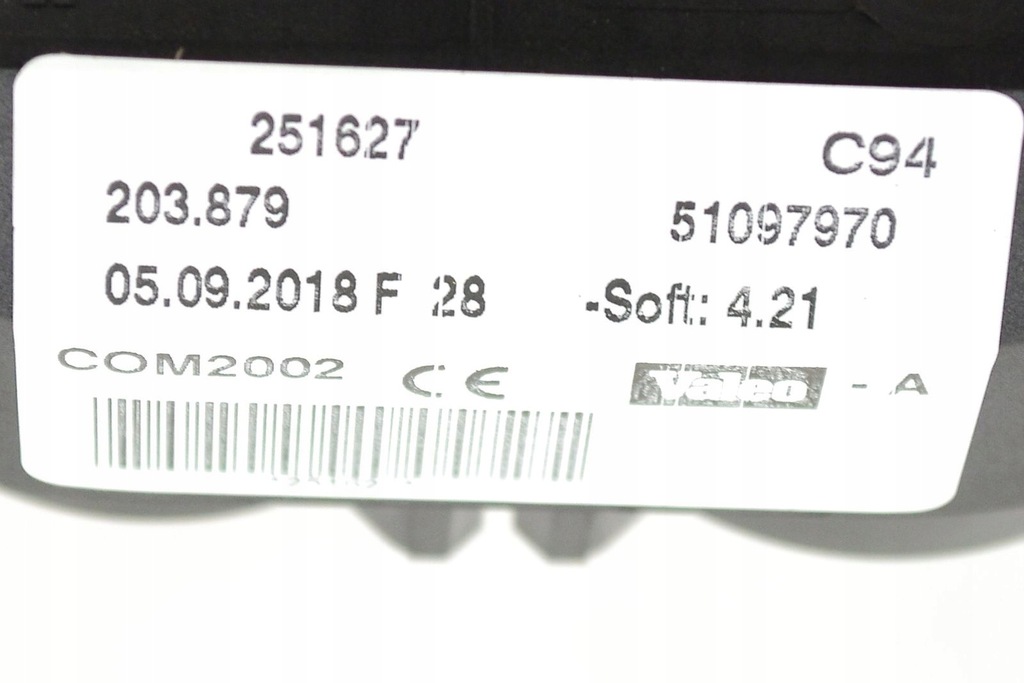 251627 C94
203.879 51097970
05.09.2018 F 28 -Soft: 4.21
COM2002 CE Valeo - A